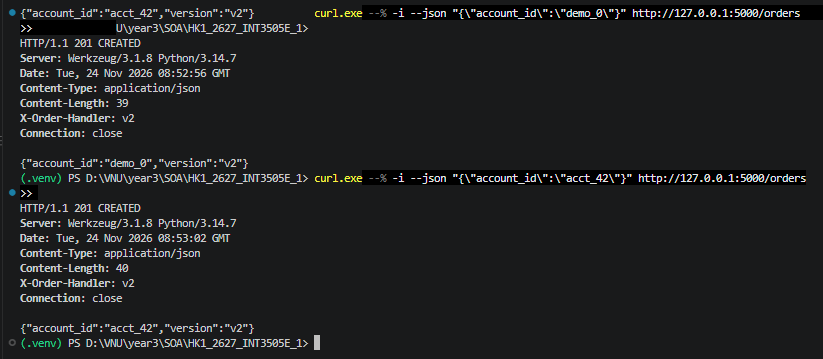 {"account_id":"acct_42","version":"v2"} curl.exe --% -i --json "{\"account_id\":\"demo_0\"}" http://127.0.0.1:5000/orders
>> U\year3\SOA\HK1_2627_INT3505E_1>
HTTP/1.1 201 CREATED
Server: Werkzeug/3.1.8 Python/3.14.7
Date: Tue, 24 Nov 2026 08:52:56 GMT
Content-Type: application/json
Content-Length: 39
X-Order-Handler: v2
Connection: close
{"account_id":"demo_0","version":"v2"}
(.venv) PS D:\VNU\year3\SOA\HK1_2627_INT3505E_1> curl.exe --% -i --json "{\"account_id\":\"acct_42\"}" http://127.0.0.1:5000/orders
>>
HTTP/1.1 201 CREATED
Server: Werkzeug/3.1.8 Python/3.14.7
Date: Tue, 24 Nov 2026 08:53:02 GMT
Content-Type: application/json
Content-Length: 40
X-Order-Handler: v2
Connection: close
{"account_id":"acct_42","version":"v2"}
(.venv) PS D:\VNU\year3\SOA\HK1_2627_INT3505E_1>